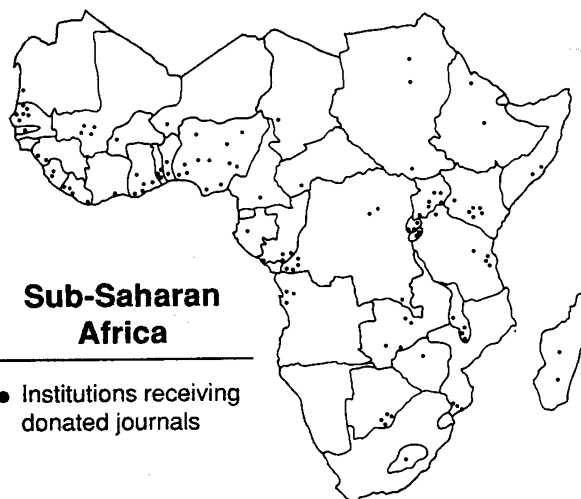 Sub-Saharan
Africa
Institutions receiving
donated journals